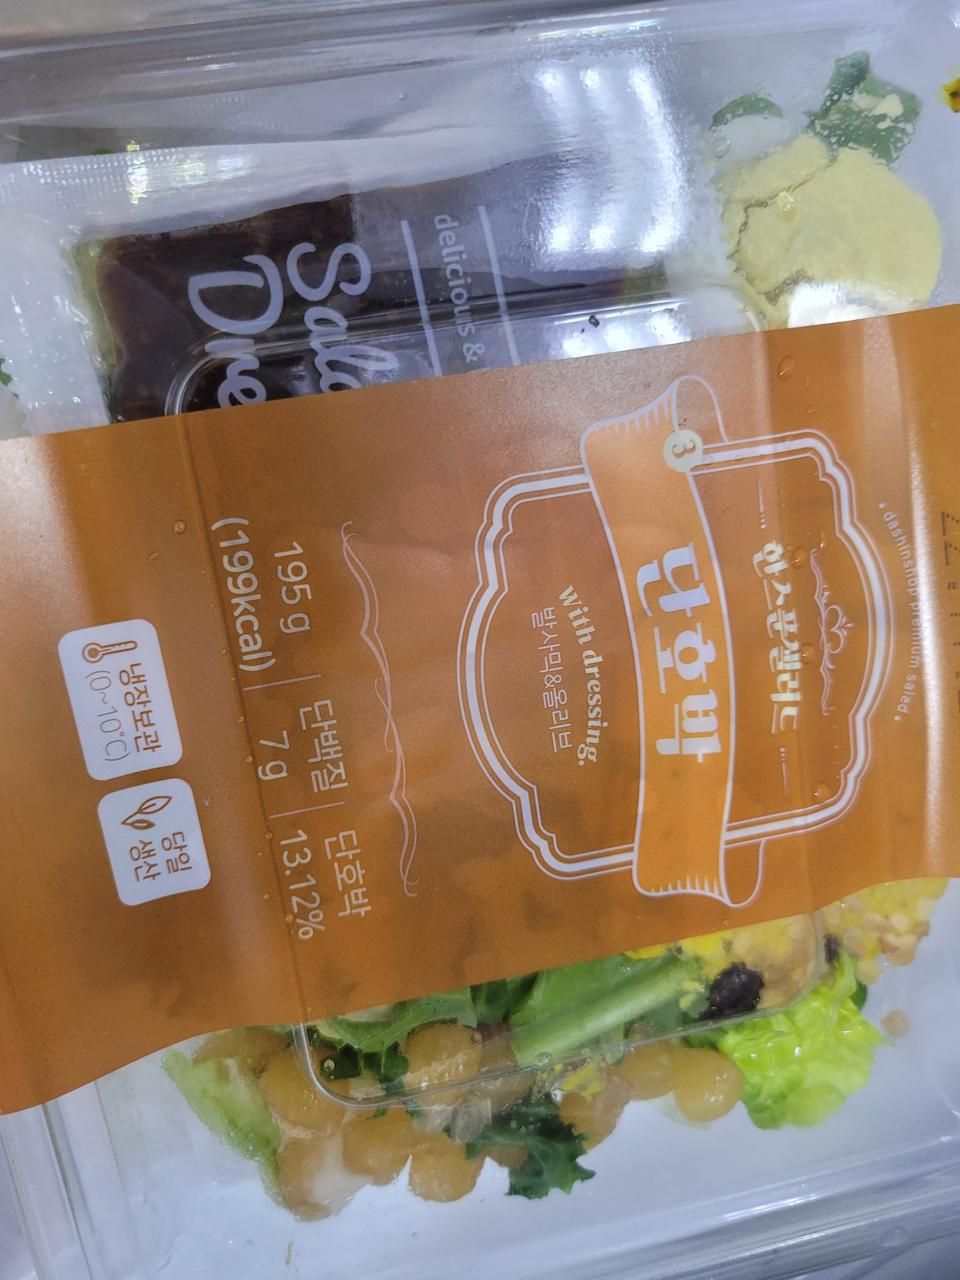 delicious &
Sala
Dre
dashinshop premium salad.
한스푼샐러드
3
단호박
With dressing.
발사믹&올리브
195g
(199kcal)
단백질
7g
단호박
13.12%
냉장보관
(0~10℃)
당일
생산